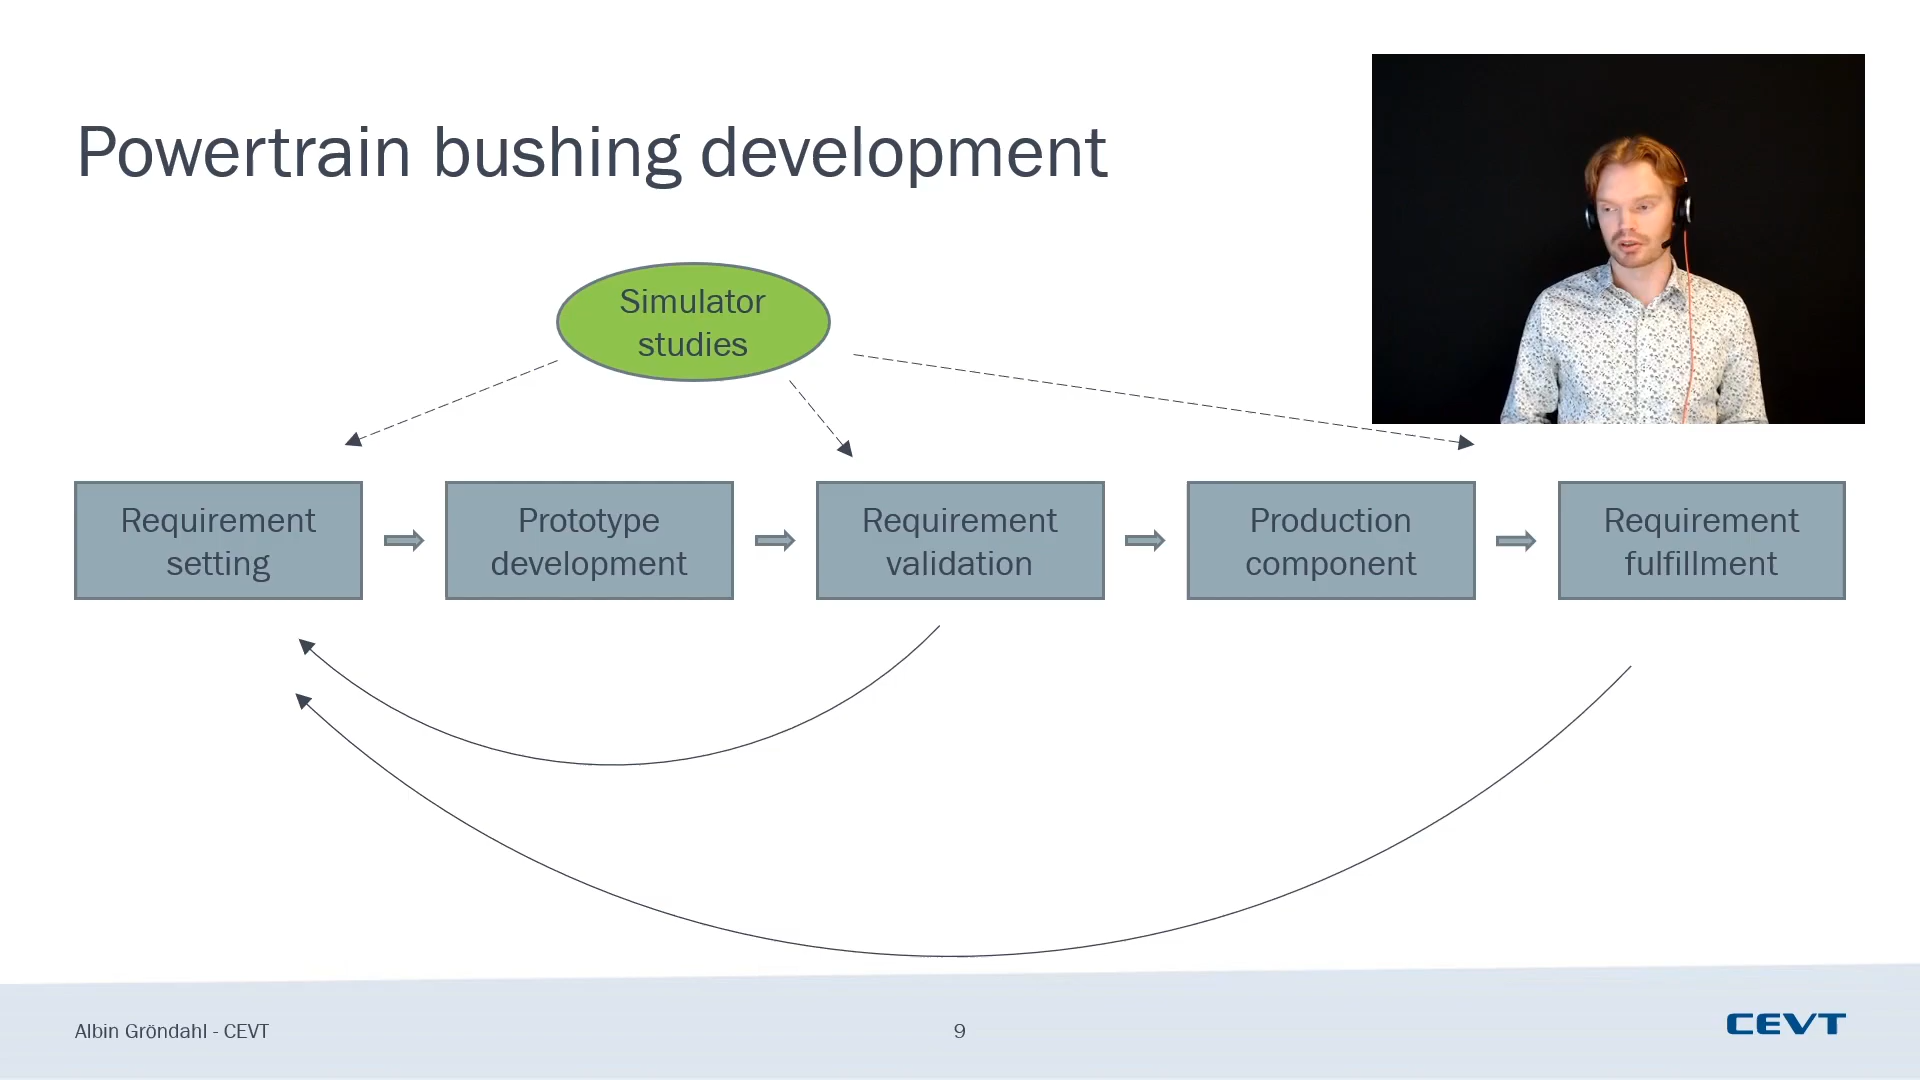 Powertrain bushing development
Simulator
studies
Requirement
setting
Prototype
development
Requirement
validation
Production
component
Requirement
fulfillment
Albin Gröndahl - CEVT
9
CEVT